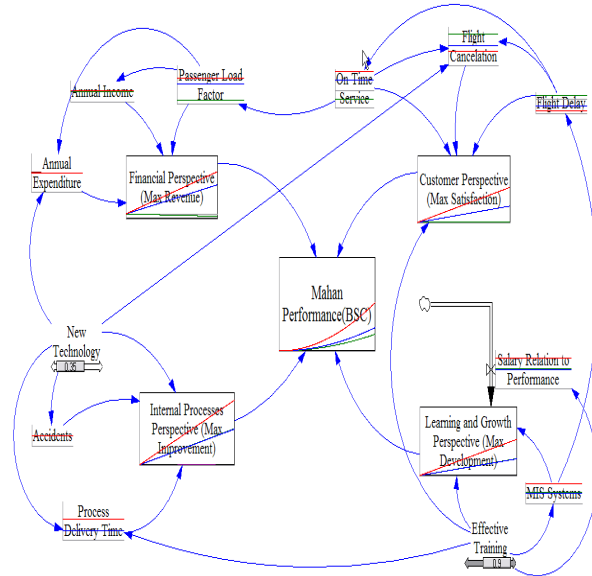 Flight
Cancelation
Passenger Load
Factor
On Time
Service
Annual Income
Flight Delay
Annual
Expenditure
Financial Perspective
(Max Revenue)
Customer Perspective
(Max Satisfaction)
Mahan
Performance(BSC)
New
Technology
0.35
Salary Relation to
Performance
Internal Processes
Perspective (Max
Improvement)
Learning and Growth
Perspective (Max
Development)
Accidents
MIS Systems
Process
Delivery Time
Effective
Training
0.9